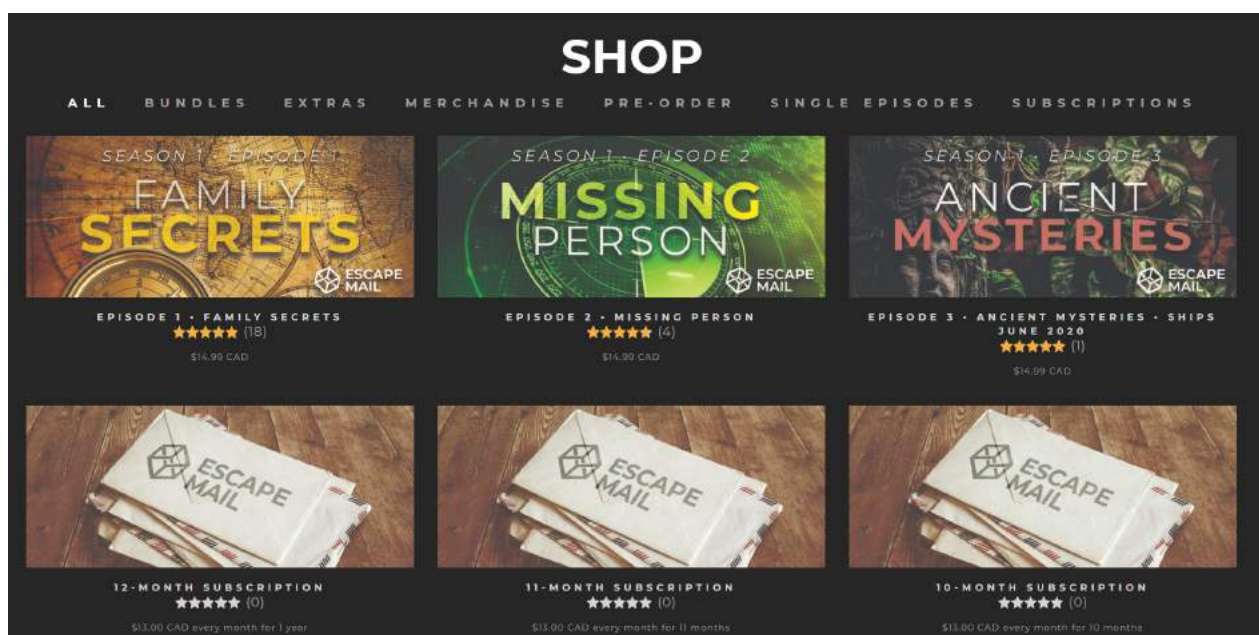 SHOP
ALL BUNDLES EXTRAS MERCHANDISE PRE-ORDER SINGLE EPISODES SUBSCRIPTIONS
SEASON 1 - EPISODE 1
FAMILY
SECRETS
ESCAPE
MAIL
EPISODE 1 - FAMILY SECRETS
(18)
$14.99 CAD
SEASON 1 - EPISODE 2
MISSING
PERSON
ESCAPE
MAIL
EPISODE 2 - MISSING PERSON
(4)
$14.99 CAD
SEASON 1 - EPISODE 3
ANCIENT
MYSTERIES
ESCAPE
MAIL
EPISODE 3 - ANCIENT MYSTERIES - SHIPS
JUNE 2020
(1)
$14.99 CAD
ESCAPE
MAIL
12-MONTH SUBSCRIPTION
(0)
$13.00 CAD every month for 1 year
ESCAPE
MAIL
11-MONTH SUBSCRIPTION
(0)
$13.00 CAD every month for 11 months
ESCAPE
MAIL
10-MONTH SUBSCRIPTION
(0)
$13.00 CAD every month for 10 months